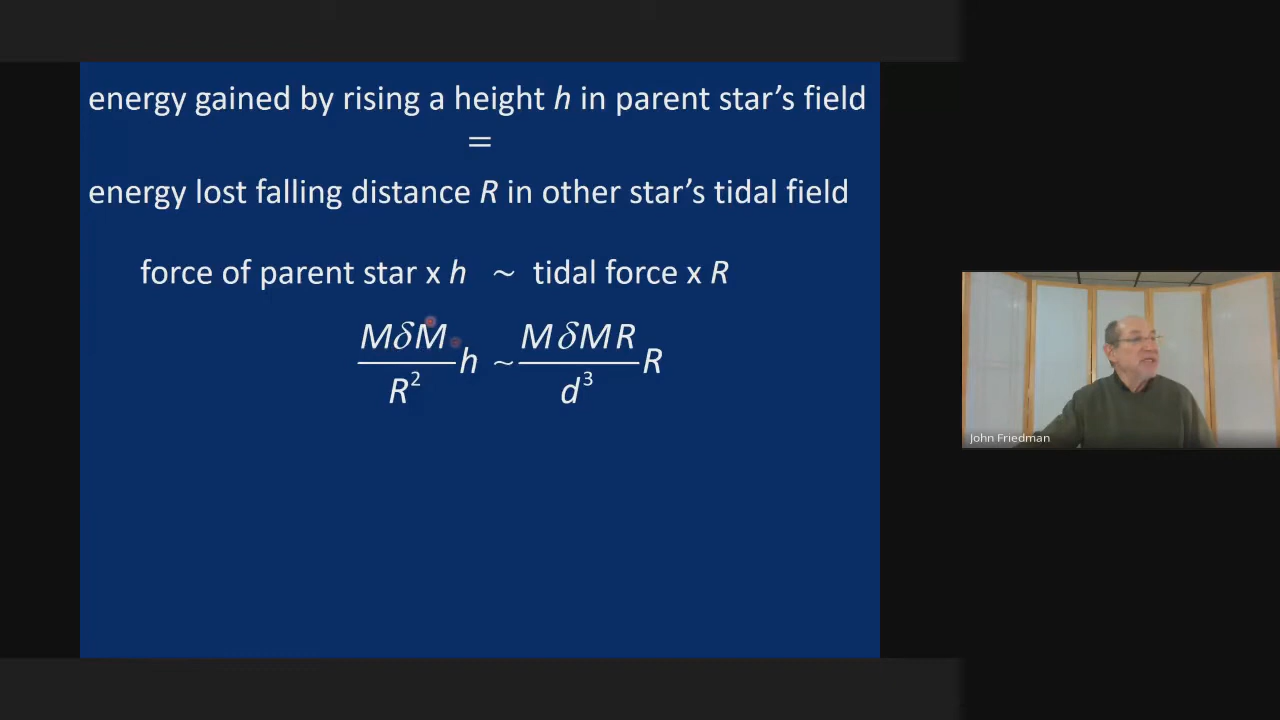 energy gained by rising a height h in parent star's field
=
energy lost falling distance R in other star's tidal field
force of parent star x h ~ tidal force x R
MδM/R² h ~ MδMR/d³ R
John Friedman